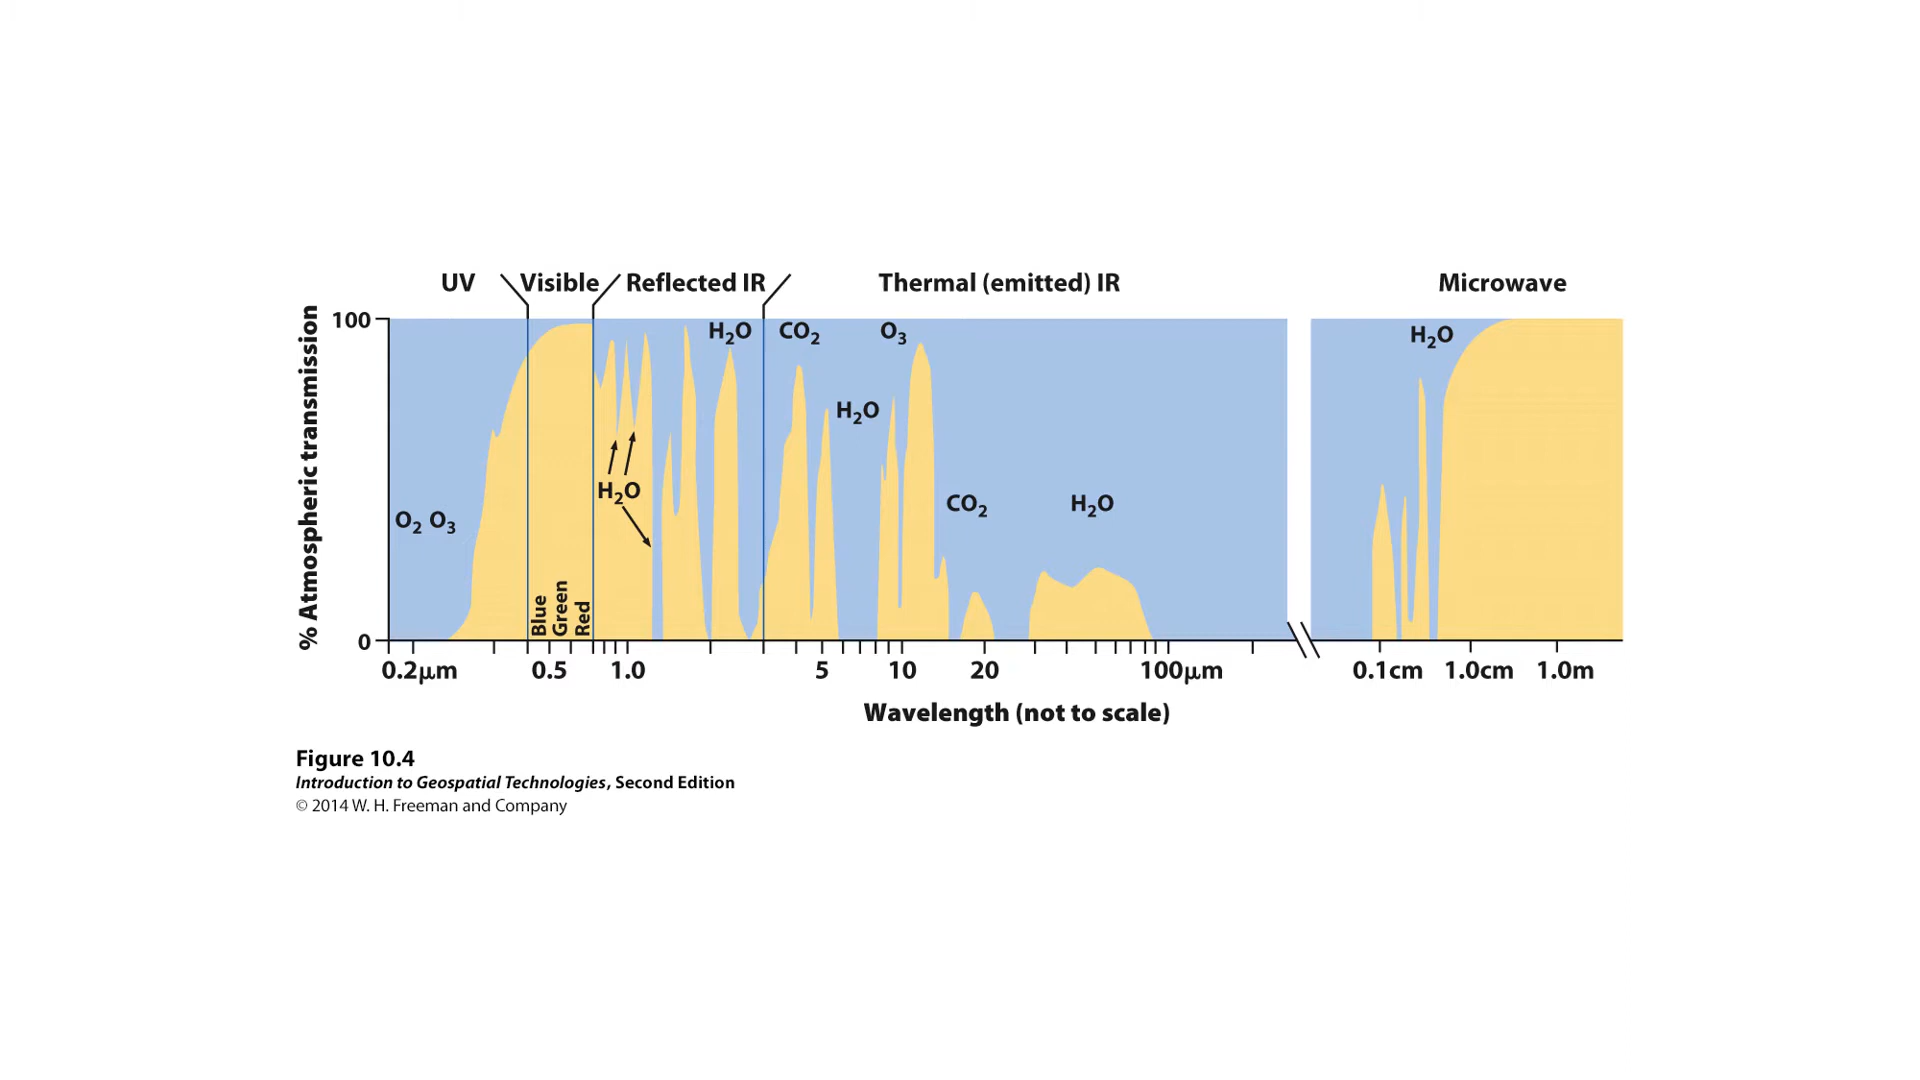 UV Visible Reflected IR Thermal (emitted) IR Microwave
100
H₂O CO₂ O₃ H₂O
H₂O
H₂O
CO₂ H₂O
O₂ O₃
Blue
Green
Red
% Atmospheric transmission
0
0.2μm 0.5 1.0 5 10 20 100μm 0.1cm 1.0cm 1.0m
Wavelength (not to scale)
Figure 10.4
Introduction to Geospatial Technologies, Second Edition
© 2014 W. H. Freeman and Company